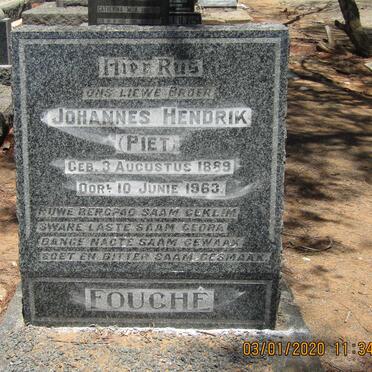 HIER RUS
ONS LIEWE BROER
JOHANNES HENDRIK
(PIET)
GEB. 3 AUGUSTUS 1889
OORL. 10 JUNIE 1963.
RUWE BERGPAD SAAM GEKLIM
SWARE LASTE SAAM GEDRA
BANGE NAGTE SAAM GEWAAK
SOET EN BITTER SAAM GESMAAK
FOUCHÉ
03/01/2020 11:34